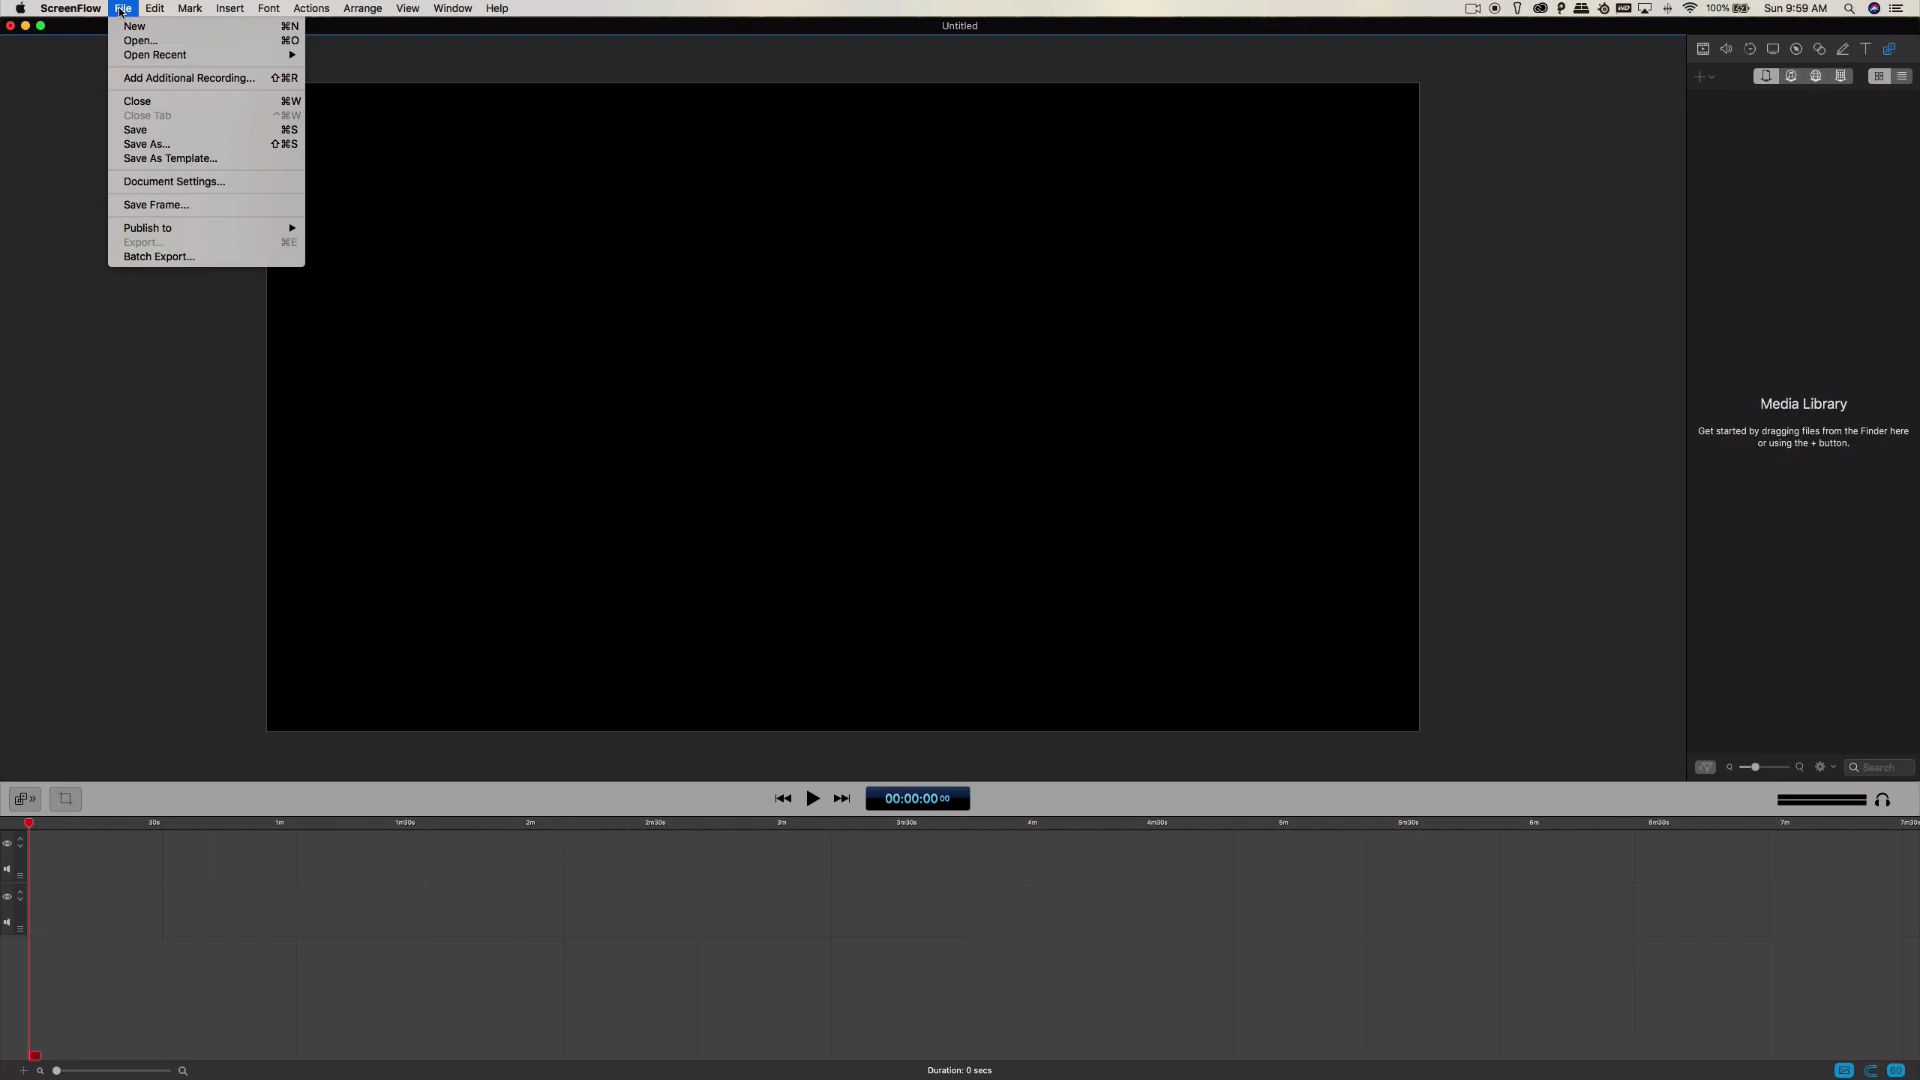 ScreenFlow File Edit Mark Insert Font Actions Arrange View Window Help 100% Sun 9:59 AM
Untitled
New ⌘N
Open... ⌘O
Open Recent
Add Additional Recording... ⇧⌘R
Close ⌘W
Close Tab ^⌘W
Save ⌘S
Save As... ⇧⌘S
Save As Template...
Document Settings...
Save Frame...
Publish to
Export... ⌘E
Batch Export...
Media Library
Get started by dragging files from the Finder here
or using the + button.
Search
00:00:00 00
30s 1m 1m30s 2m 2m30s 3m 3m30s 4m 4m30s 5m 5m30s 6m 6m30s 7m 7m30s
Duration: 0 secs
60